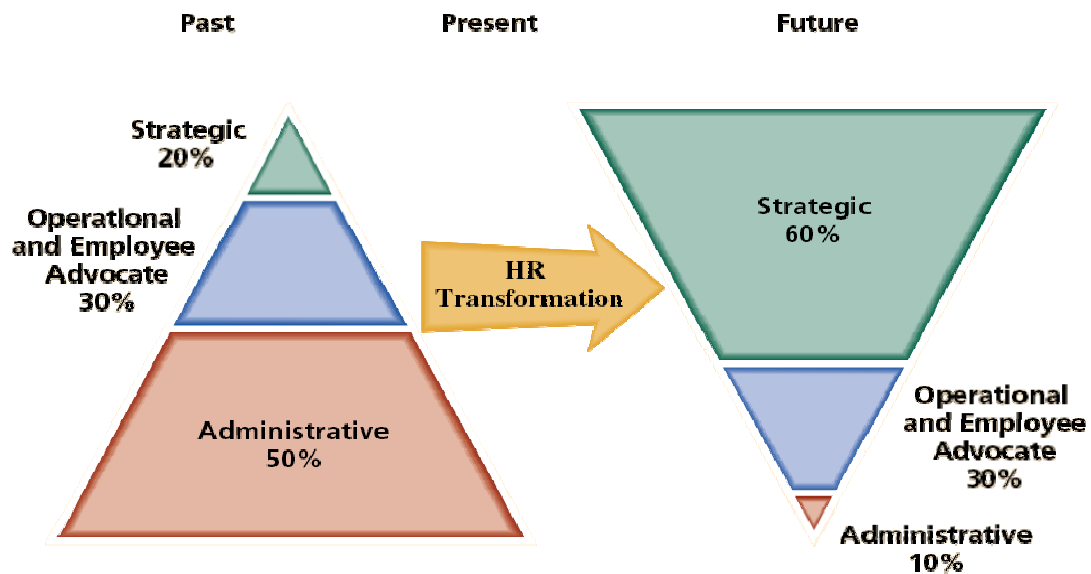 Past
Present
Future
Strategic
20%
Operational
and Employee
Advocate
30%
Administrative
50%
HR
Transformation
Strategic
60%
Operational
and Employee
Advocate
30%
Administrative
10%